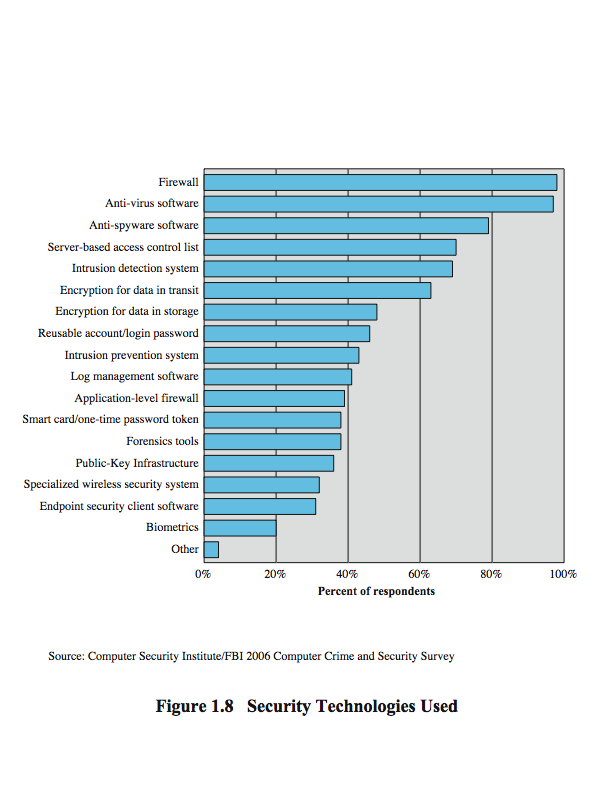 Firewall
Anti-virus software
Anti-spyware software
Server-based access control list
Intrusion detection system
Encryption for data in transit
Encryption for data in storage
Reusable account/login password
Intrusion prevention system
Log management software
Application-level firewall
Smart card/one-time password token
Forensics tools
Public-Key Infrastructure
Specialized wireless security system
Endpoint security client software
Biometrics
Other
0% 20% 40% 60% 80% 100%
Percent of respondents
Source: Computer Security Institute/FBI 2006 Computer Crime and Security Survey
Figure 1.8 Security Technologies Used